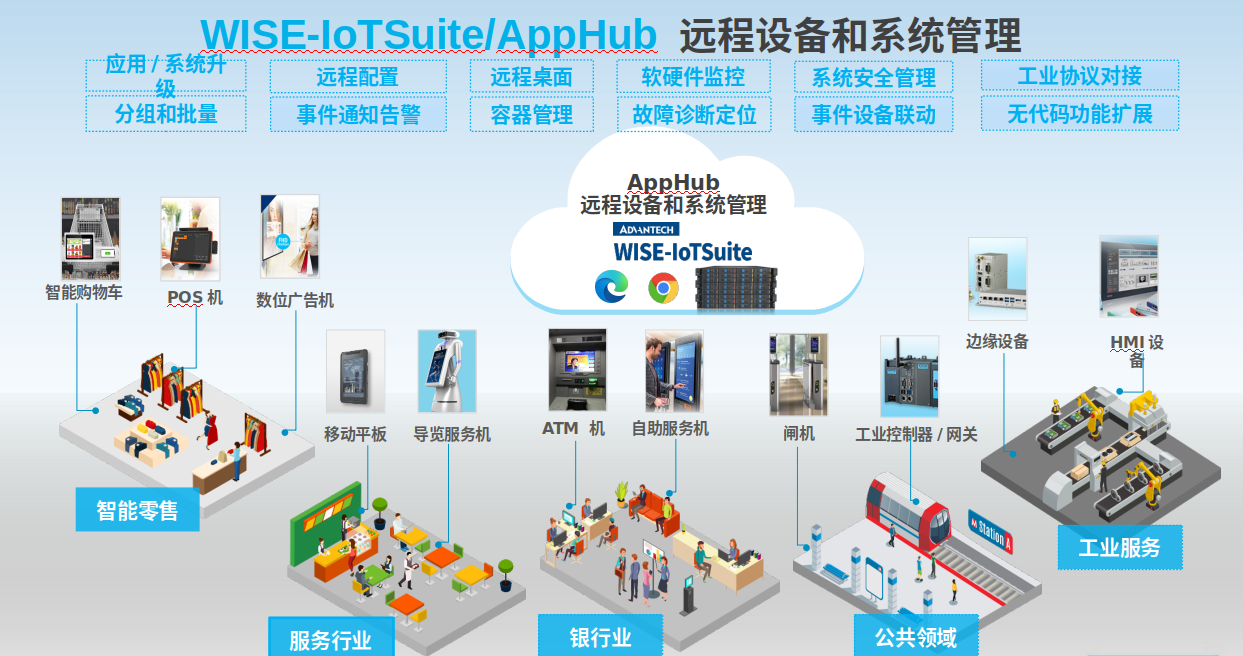 WISE-IoTSuite/AppHub 远程设备和系统管理
应用/系统升
级
远程配置
远程桌面
软硬件监控
系统安全管理
工业协议对接
分组和批量
事件通知告警
容器管理
故障诊断定位
事件设备联动
无代码功能扩展
AppHub
远程设备和系统管理
ADVANTECH
WISE-IoTSuite
智能购物车
POS 机
数位广告机
移动平板
导览服务机
ATM 机
自助服务机
闸机
工业控制器/网关
边缘设备
HMI 设
备
M Station A
智能零售
服务行业
银行业
公共领域
工业服务